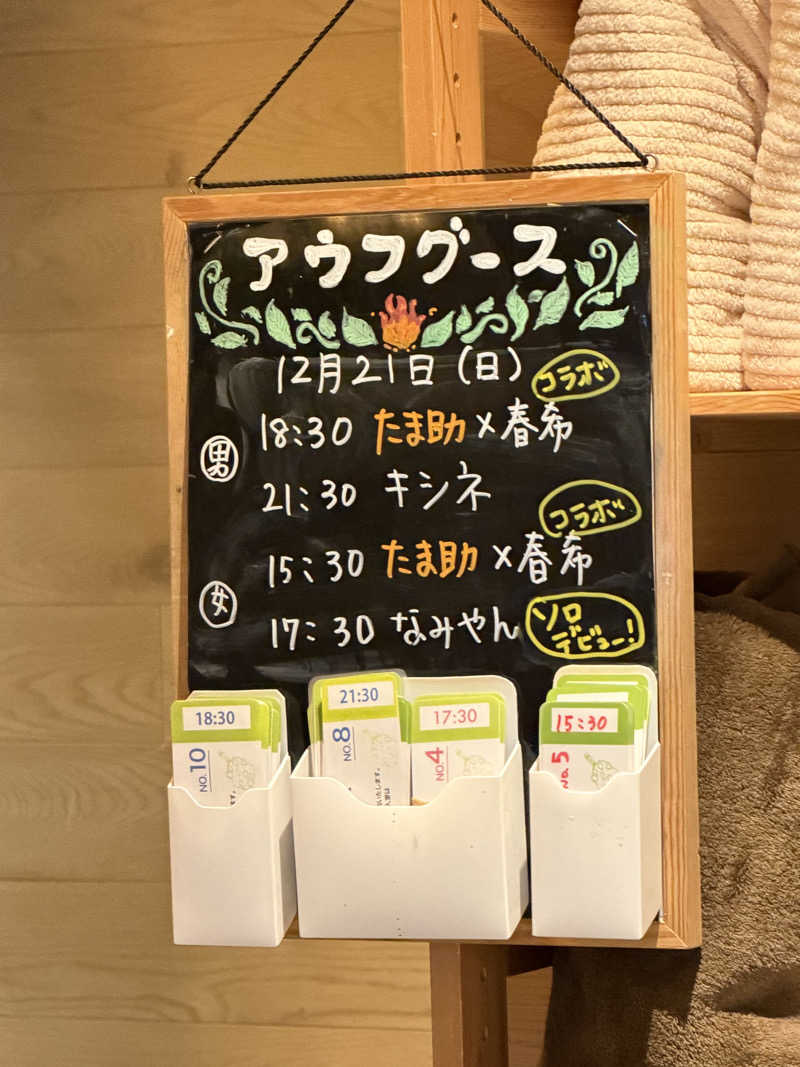 アウフグース
12月21日(日)
コラボ
男
18:30 たま助×春希
21:30 キシネ
コラボ
女
15:30 たま助×春希
17:30 なみやん
ソロデビュー!
18:30
NO.10
21:30
NO.8
17:30
NO.4
15:30
No.5